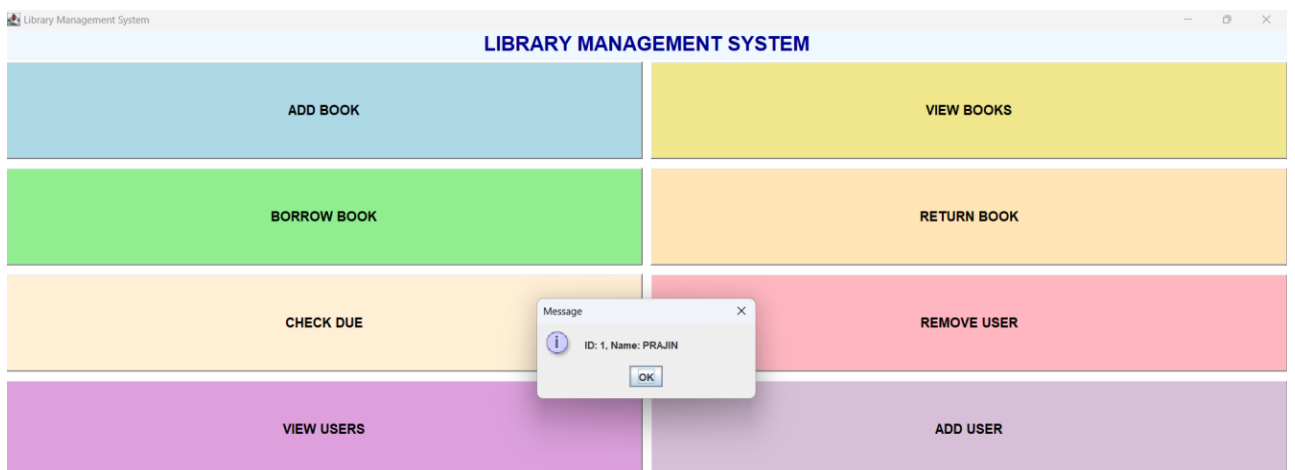 Library Management System
LIBRARY MANAGEMENT SYSTEM
ADD BOOK
VIEW BOOKS
BORROW BOOK
RETURN BOOK
CHECK DUE
REMOVE USER
Message
i
ID: 1, Name: PRAJIN
OK
VIEW USERS
ADD USER